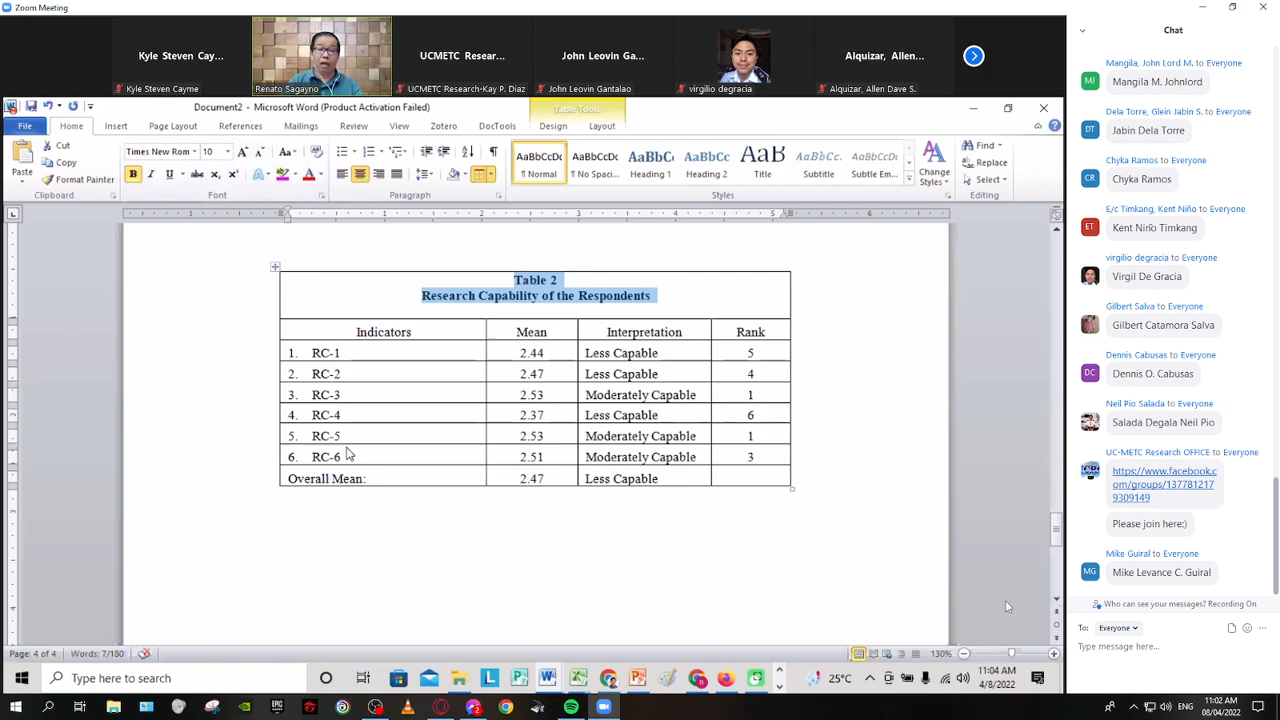 Zoom Meeting
Kyle Steven Cay...
Kyle Steven Cayme
Renato Sagayno
UCMETC Resear...
UCMETC Research-Kay P. Diaz
John Leovin Ga...
John Leovin Gantalao
virgilio degracia
Alquizar, Allen...
Alquizar, Allen Dave S.
Document2 - Microsoft Word (Product Activation Failed)
Table Tools
File Home Insert Page Layout References Mailings Review View Zotero DocTools Design Layout
Paste
Cut
Copy
Format Painter
Clipboard
Times New Rom 10
Font
Paragraph
AaBbCcDc AaBbCcDc AaBbC AaBbCc AaB AaBbCcL AaBbCcDc
Normal No Spaci... Heading 1 Heading 2 Title Subtitle Subtle Em...
Change Styles
Styles
Find
Replace
Select
Editing
Table 2
Research Capability of the Respondents
Indicators Mean Interpretation Rank
1. RC-1 2.44 Less Capable 5
2. RC-2 2.47 Less Capable 4
3. RC-3 2.53 Moderately Capable 1
4. RC-4 2.37 Less Capable 6
5. RC-5 2.53 Moderately Capable 1
6. RC-6 2.51 Moderately Capable 3
Overall Mean: 2.47 Less Capable
Page: 4 of 4 Words: 7/180 130%
Type here to search
25°C
11:04 AM
4/8/2022
Chat
Mangila, John Lord M. to Everyone
MJ
Mangila M. Johnlord
Dela Torre, Glein Jabin S. to Everyone
DT
Jabin Dela Torre
Chyka Ramos to Everyone
CR
Chyka Ramos
E/c Timkang, Kent Niño to Everyone
ET
Kent Nirño Timkang
virgilio degracia to Everyone
Virgil De Gracia
Gilbert Salva to Everyone
Gilbert Catamora Salva
Dennis Cabusas to Everyone
DC
Dennis O. Cabusas
Neil Pio Salada to Everyone
Salada Degala Neil Pio
UC-METC Research OFFICE to Everyone
https://www.facebook.c
om/groups/137781217
9309149
Please join here:)
Mike Guiral to Everyone
MG
Mike Levance C. Guiral
Who can see your messages? Recording On
To: Everyone
Type message here...
11:02 AM
08/04/2022